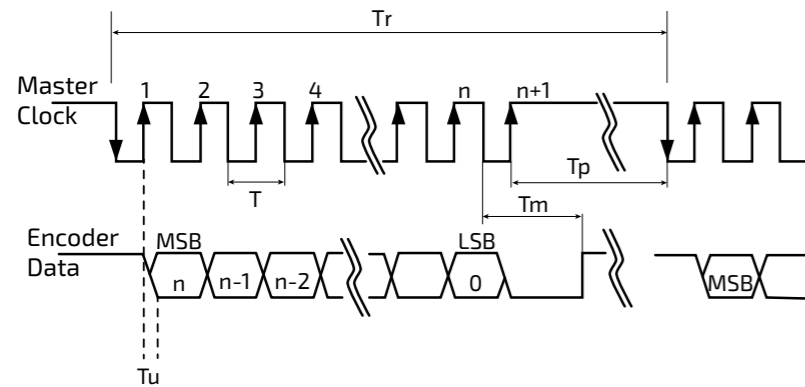 Tr
Master
Clock
1 2 3 4 n n+1
T
Tp
Tm
Encoder
Data
MSB LSB
n n-1 n-2 0 MSB
Tu